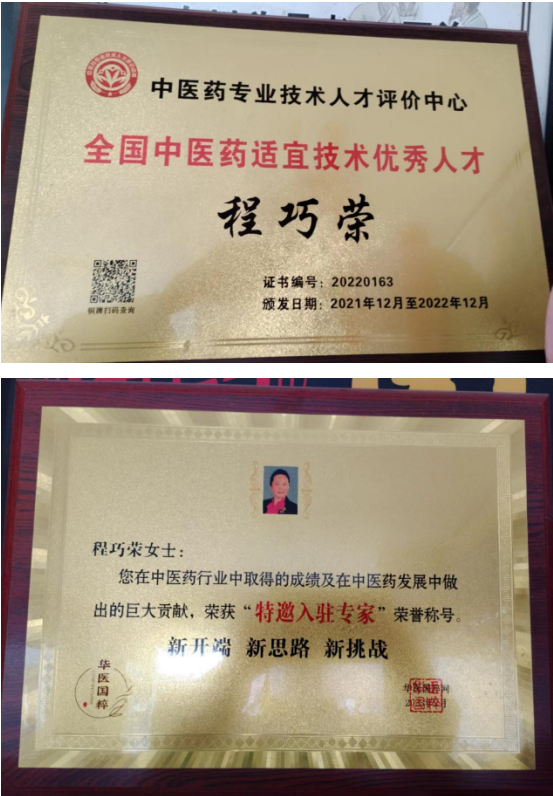 中医药专业技术人才评价中心
全国中医药适宜技术优秀人才
程巧荣
证书编号：20220163
颁发日期：2021年12月至2022年12月
程巧荣女士：
您在中医药行业中取得的成绩及在中医药发展中做
出的巨大贡献，荣获“特邀入驻专家”荣誉称号。
新开端 新思路 新挑战
华医国粹